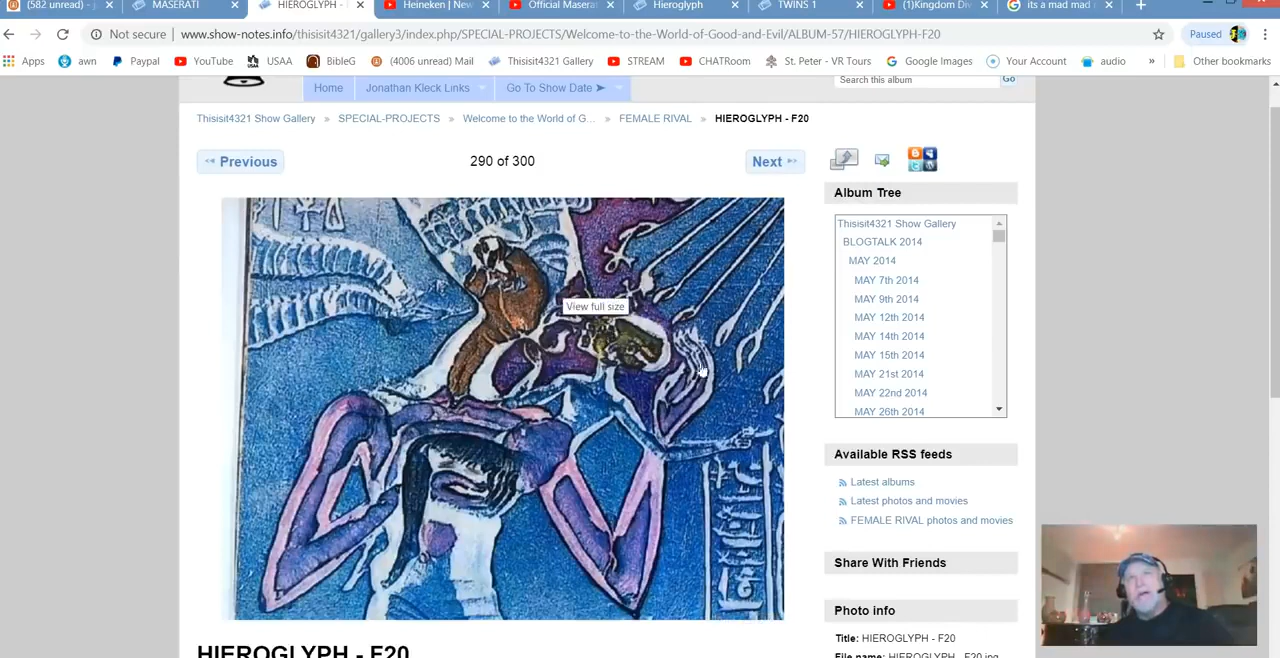 (582 unread) - j
MASERATI
HIEROGLYPH - F
Heineken | New
Official Masera
Hieroglyph
TWINS 1
(1)Kingdom Div
its a mad mad
Not secure | www.show-notes.info/thisisit4321/gallery3/index.php/SPECIAL-PROJECTS/Welcome-to-the-World-of-Good-and-Evil/ALBUM-57/HIEROGLYPH-F20
Paused
Apps awn Paypal YouTube USAA BibleG (4006 unread) Mail Thisisit4321 Gallery STREAM CHATRoom St. Peter - VR Tours Google Images Your Account audio » Other bookmarks
Home Jonathan Kleck Links Go To Show Date ➤
Search this album Go
Thisisit4321 Show Gallery » SPECIAL-PROJECTS » Welcome to the World of G... » FEMALE RIVAL » HIEROGLYPH - F20
Previous 290 of 300 Next
View full size
Album Tree
Thisisit4321 Show Gallery
BLOGTALK 2014
MAY 2014
MAY 7th 2014
MAY 9th 2014
MAY 12th 2014
MAY 14th 2014
MAY 15th 2014
MAY 21st 2014
MAY 22nd 2014
MAY 26th 2014
Available RSS feeds
Latest albums
Latest photos and movies
FEMALE RIVAL photos and movies
Share With Friends
Photo info
Title: HIEROGLYPH - F20
File name: HIEROGLYPH - F20.jpg
HIEROGLYPH - F20